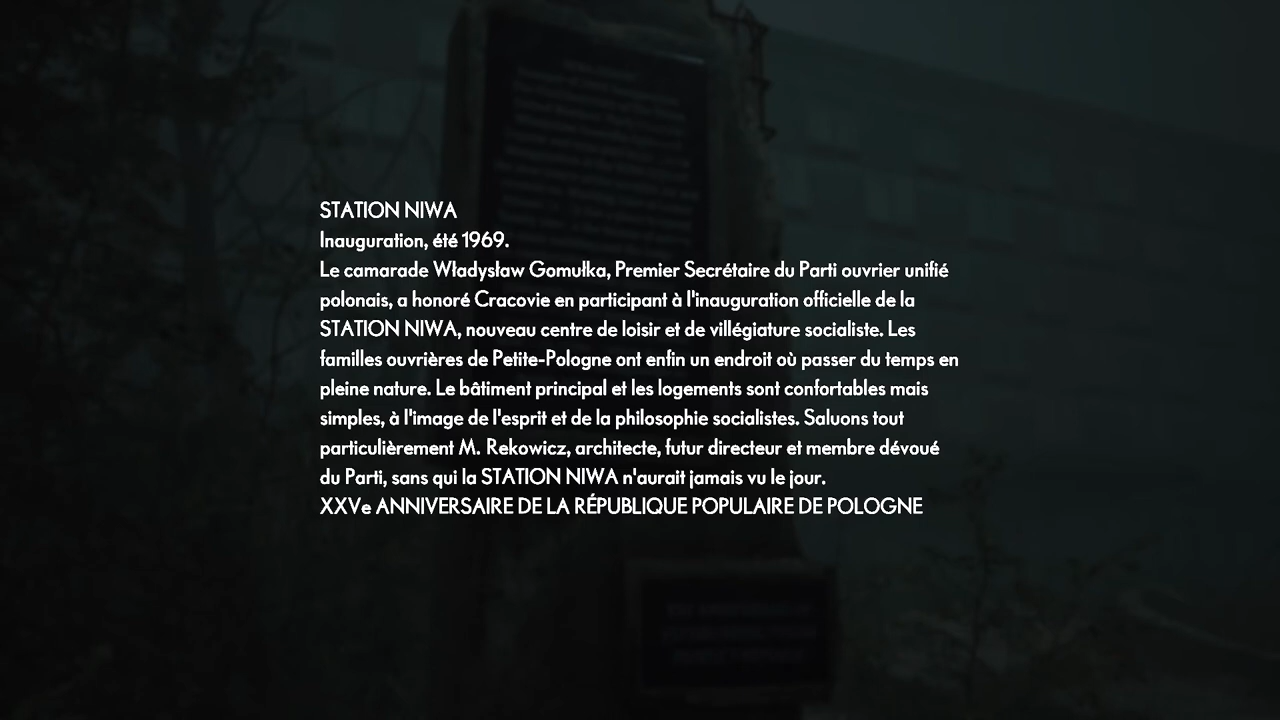 STATION NIWA
Inauguration, été 1969.
Le camarade Władysław Gomułka, Premier Secrétaire du Parti ouvrier unifié
polonais, a honoré Cracovie en participant à l'inauguration officielle de la
STATION NIWA, nouveau centre de loisir et de villégiature socialiste. Les
familles ouvrières de Petite-Pologne ont enfin un endroit où passer du temps en
pleine nature. Le bâtiment principal et les logements sont confortables mais
simples, à l'image de l'esprit et de la philosophie socialistes. Saluons tout
particulièrement M. Rekowicz, architecte, futur directeur et membre dévoué
du Parti, sans qui la STATION NIWA n'aurait jamais vu le jour.
XXVe ANNIVERSAIRE DE LA RÉPUBLIQUE POPULAIRE DE POLOGNE